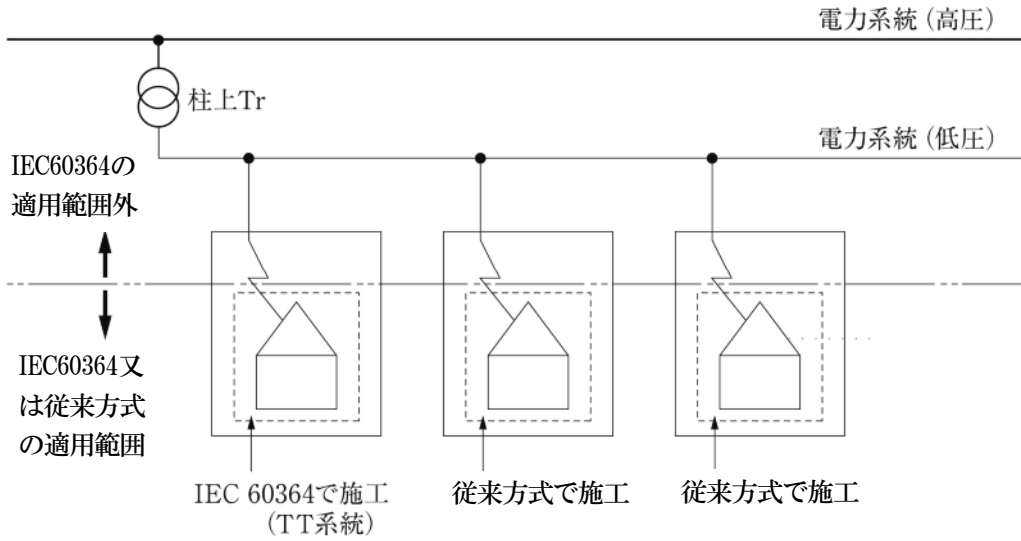 電力系統（高圧）
柱上Tr
電力系統（低圧）
IEC60364の
適用範囲外
IEC60364又
は従来方式
の適用範囲
IEC 60364で施工
（TT系統）
従来方式で施工
従来方式で施工